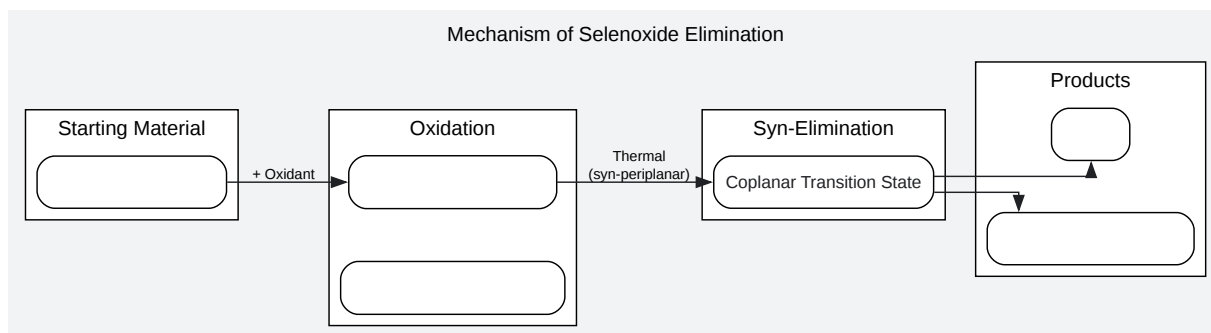 Mechanism of Selenoxide Elimination
Products
Starting Material
Oxidation
Syn-Elimination
+ Oxidant
Thermal
(syn-periplanar)
Coplanar Transition State